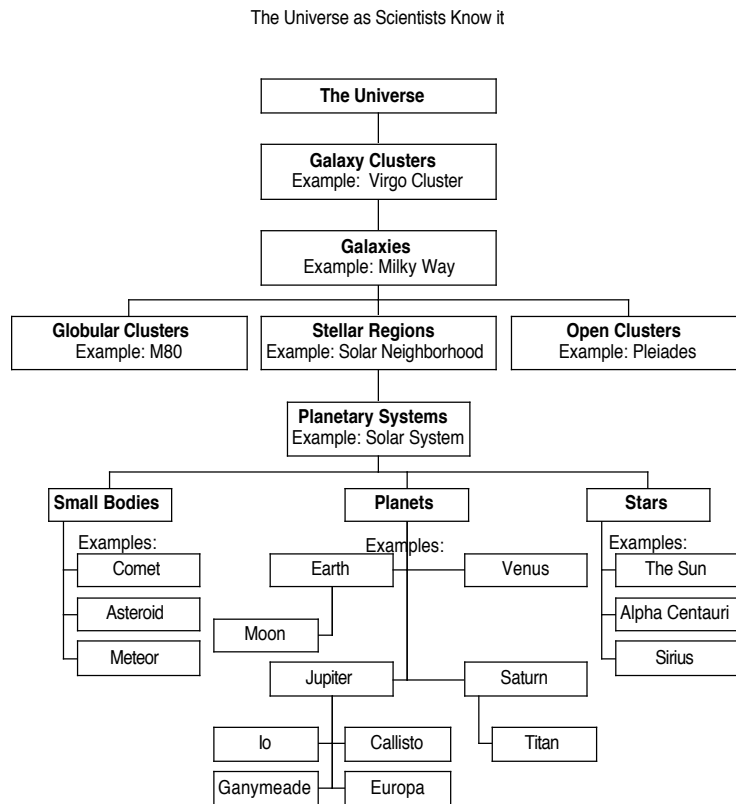 The Universe as Scientists Know it
The Universe
Galaxy Clusters
Example: Virgo Cluster
Galaxies
Example: Milky Way
Globular Clusters
Example: M80
Stellar Regions
Example: Solar Neighborhood
Open Clusters
Example: Pleiades
Planetary Systems
Example: Solar System
Small Bodies
Examples:
Comet
Asteroid
Meteor
Planets
Examples:
Earth
Venus
Moon
Jupiter
Saturn
Io
Callisto
Titan
Ganymeade
Europa
Stars
Examples:
The Sun
Alpha Centauri
Sirius